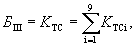 Б_Ш = К_ТС = ∑_{i=1}^{9} К_ТСi,